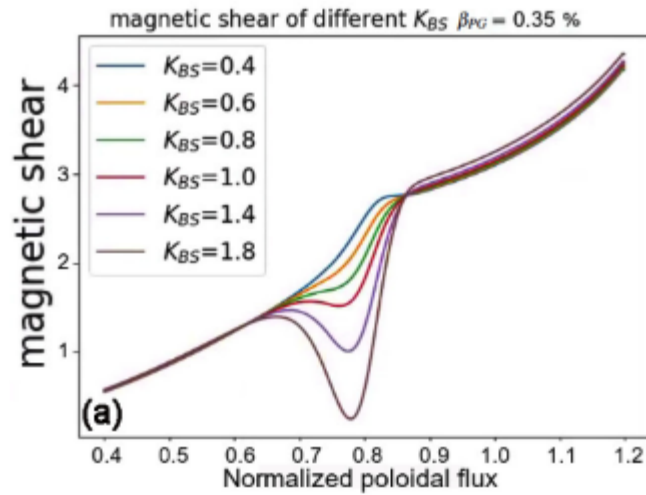 magnetic shear of different K_BS β_PG = 0.35 %
magnetic shear
4
3
2
1
K_BS=0.4
K_BS=0.6
K_BS=0.8
K_BS=1.0
K_BS=1.4
K_BS=1.8
(a)
0.4 0.5 0.6 0.7 0.8 0.9 1.0 1.1 1.2
Normalized poloidal flux